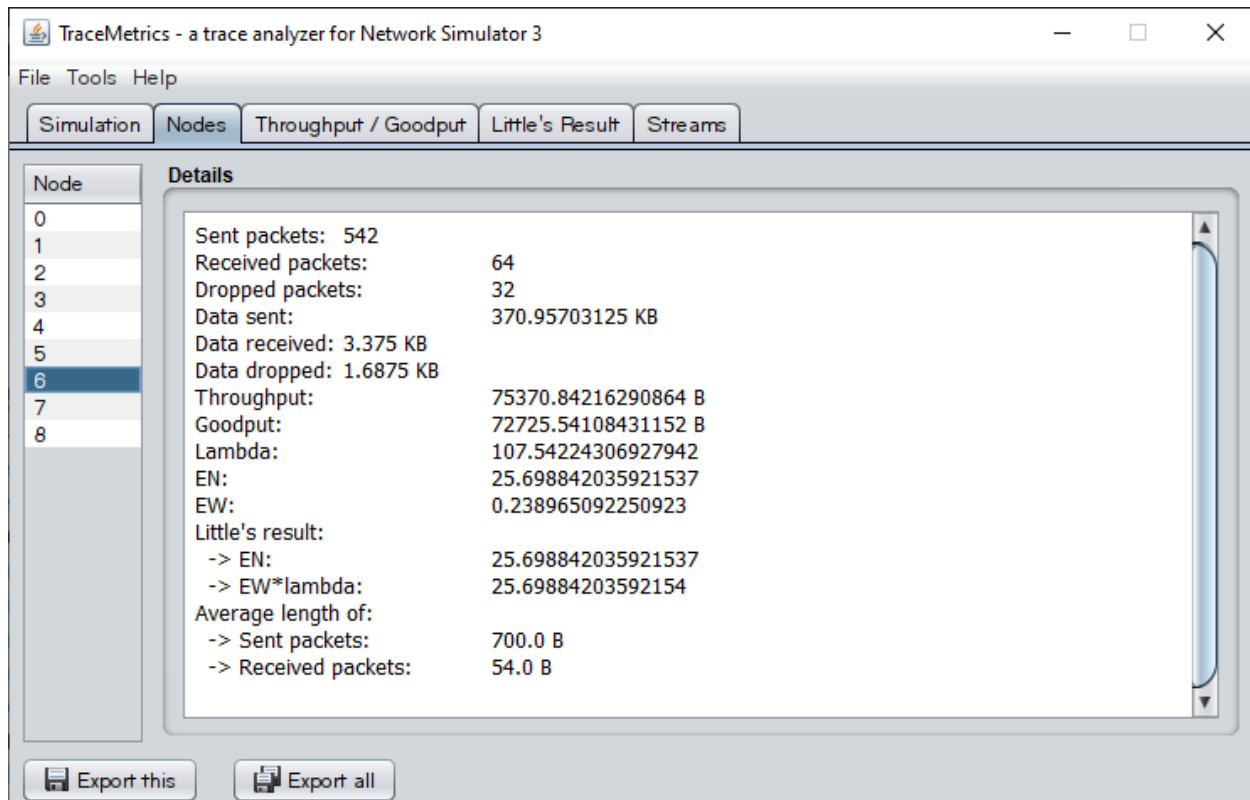 TraceMetrics - a trace analyzer for Network Simulator 3
File Tools Help
Simulation Nodes Throughput / Goodput Little's Result Streams
Node
0
1
2
3
4
5
6
7
8
Details
Sent packets: 542
Received packets: 64
Dropped packets: 32
Data sent: 370.95703125 KB
Data received: 3.375 KB
Data dropped: 1.6875 KB
Throughput: 75370.84216290864 B
Goodput: 72725.54108431152 B
Lambda: 107.54224306927942
EN: 25.698842035921537
EW: 0.238965092250923
Little's result:
-> EN: 25.698842035921537
-> EW*lambda: 25.69884203592154
Average length of:
-> Sent packets: 700.0 B
-> Received packets: 54.0 B
Export this Export all